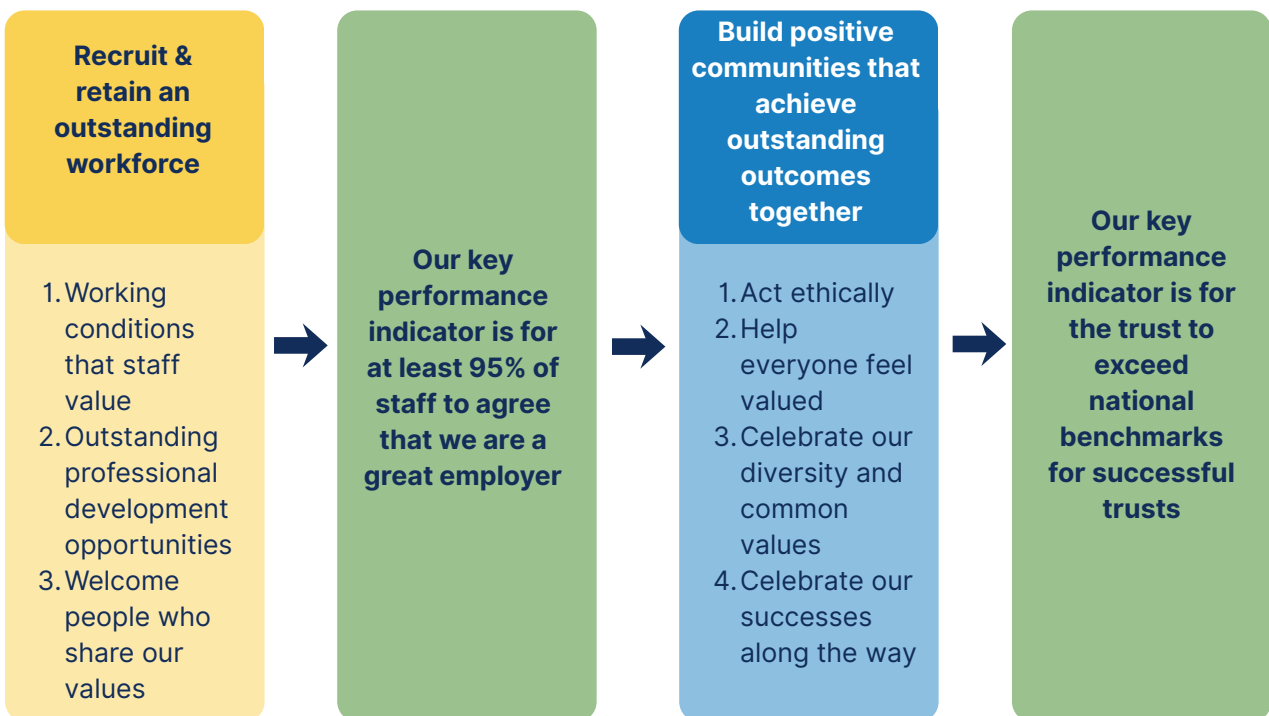 Recruit &
retain an
outstanding
workforce
1. Working
conditions
that staff
value
2. Outstanding
professional
development
opportunities
3. Welcome
people who
share our
values
Our key
performance
indicator is for
at least 95% of
staff to agree
that we are a
great employer
Build positive
communities that
achieve
outstanding
outcomes
together
1. Act ethically
2. Help
everyone feel
valued
3. Celebrate our
diversity and
common
values
4. Celebrate our
successes
along the way
Our key
performance
indicator is for
the trust to
exceed
national
benchmarks
for successful
trusts